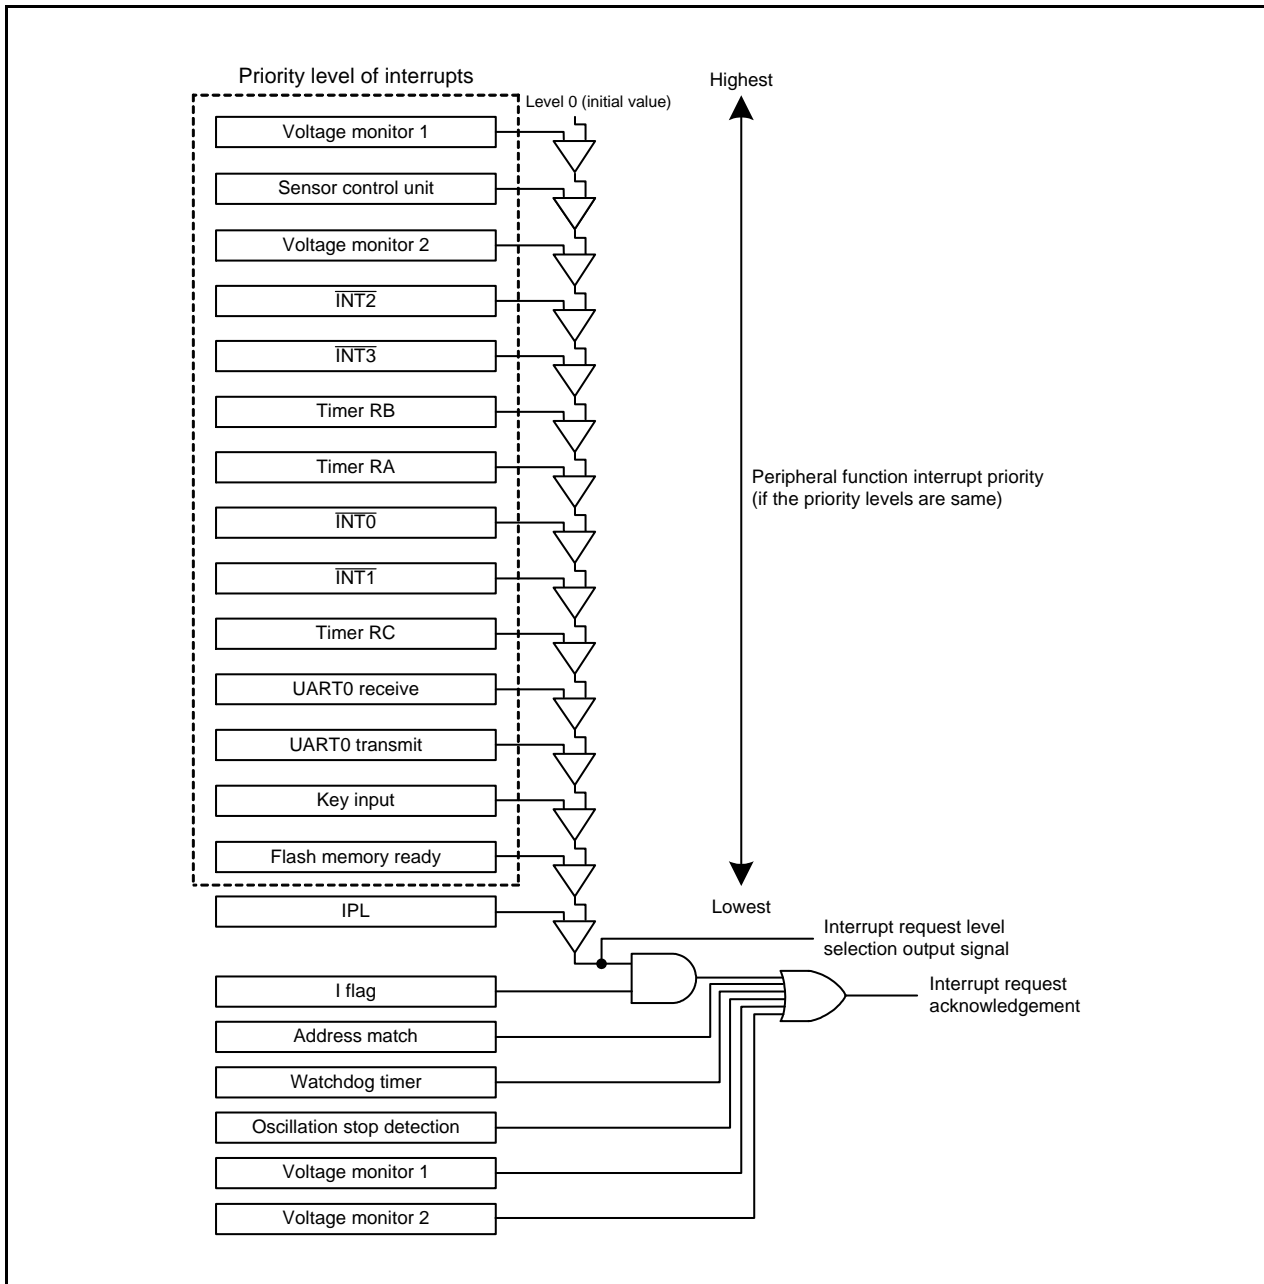 Priority level of interrupts
Highest
Level 0 (initial value)
Voltage monitor 1
Sensor control unit
Voltage monitor 2
INT2
INT3
Timer RB
Timer RA
Peripheral function interrupt priority
(if the priority levels are same)
INT0
INT1
Timer RC
UART0 receive
UART0 transmit
Key input
Flash memory ready
Lowest
IPL
Interrupt request level
selection output signal
I flag
Interrupt request
acknowledgement
Address match
Watchdog timer
Oscillation stop detection
Voltage monitor 1
Voltage monitor 2